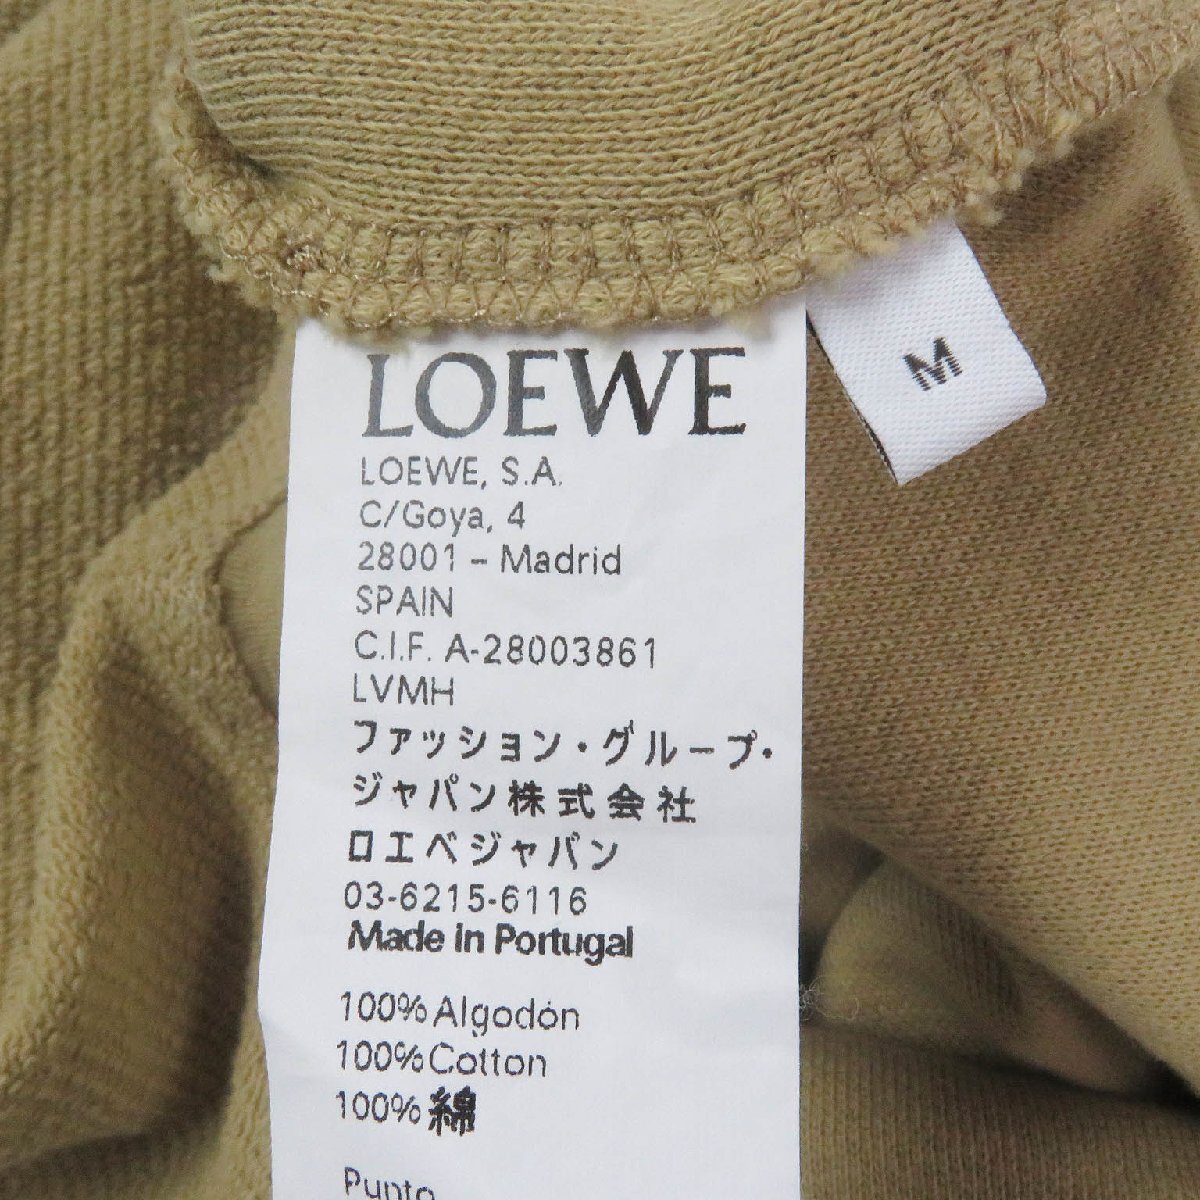 LOEWE
M
LOEWE, S.A.
C/Goya, 4
28001 – Madrid
SPAIN
C.I.F. A-28003861
LVMH
ファッション・グループ・
ジャパン株式会社
ロエベジャパン
03-6215-6116
Made in Portugal
100% Algodón
100% Cotton
100% 綿
Punto